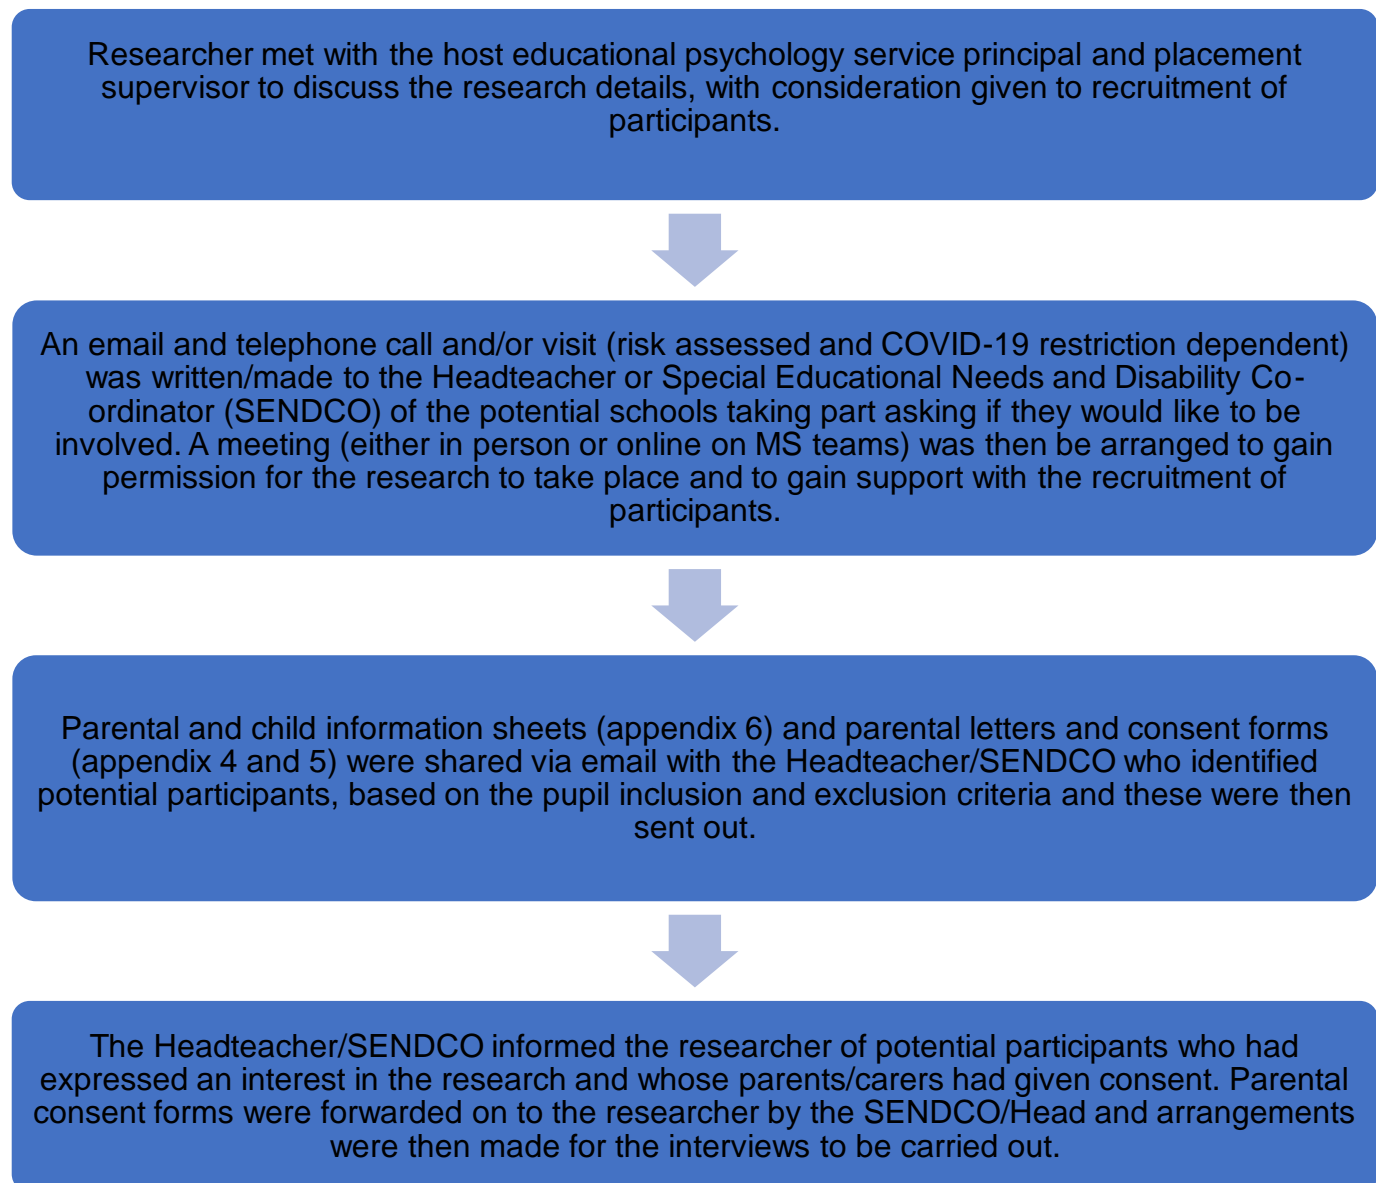 Researcher met with the host educational psychology service principal and placement
supervisor to discuss the research details, with consideration given to recruitment of
participants.
An email and telephone call and/or visit (risk assessed and COVID-19 restriction dependent)
was written/made to the Headteacher or Special Educational Needs and Disability Co-
ordinator (SENDCO) of the potential schools taking part asking if they would like to be
involved. A meeting (either in person or online on MS teams) was then be arranged to gain
permission for the research to take place and to gain support with the recruitment of
participants.
Parental and child information sheets (appendix 6) and parental letters and consent forms
(appendix 4 and 5) were shared via email with the Headteacher/SENDCO who identified
potential participants, based on the pupil inclusion and exclusion criteria and these were then
sent out.
The Headteacher/SENDCO informed the researcher of potential participants who had
expressed an interest in the research and whose parents/carers had given consent. Parental
consent forms were forwarded on to the researcher by the SENDCO/Head and arrangements
were then made for the interviews to be carried out.